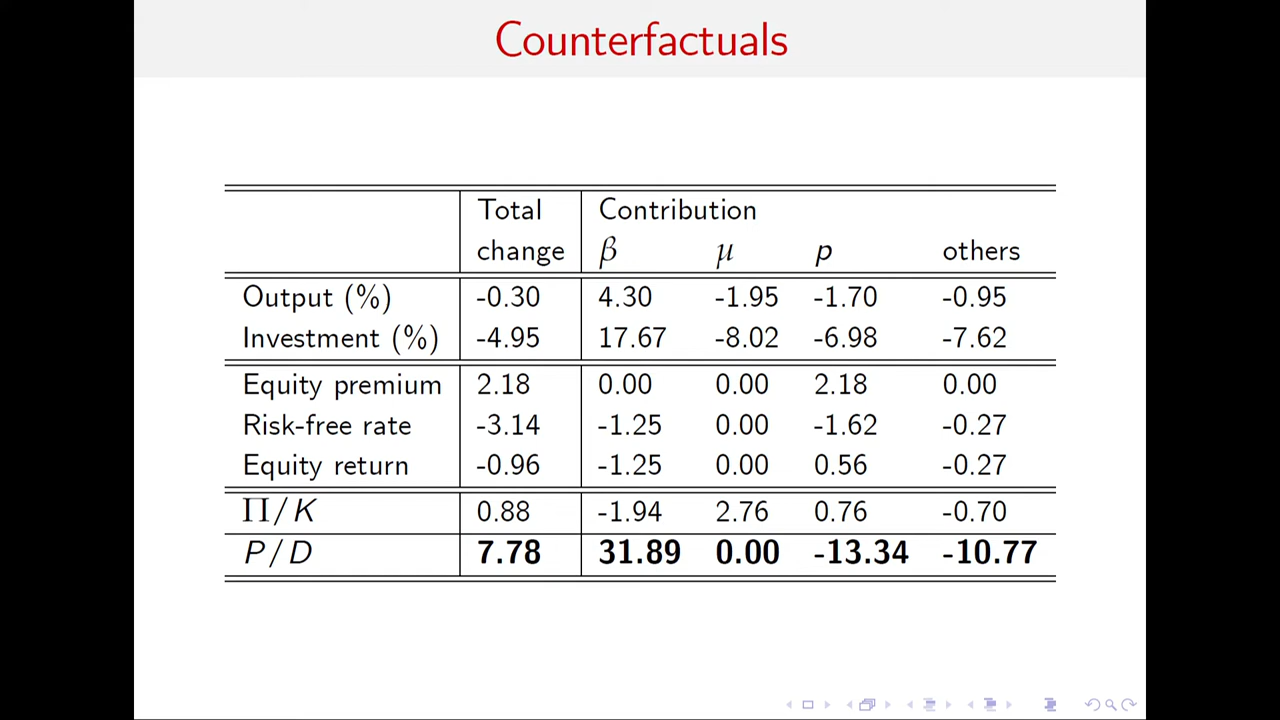 Counterfactuals
Total Contribution
change β μ p others
Output (%) -0.30 4.30 -1.95 -1.70 -0.95
Investment (%) -4.95 17.67 -8.02 -6.98 -7.62
Equity premium 2.18 0.00 0.00 2.18 0.00
Risk-free rate -3.14 -1.25 0.00 -1.62 -0.27
Equity return -0.96 -1.25 0.00 0.56 -0.27
Π/K 0.88 -1.94 2.76 0.76 -0.70
P/D 7.78 31.89 0.00 -13.34 -10.77